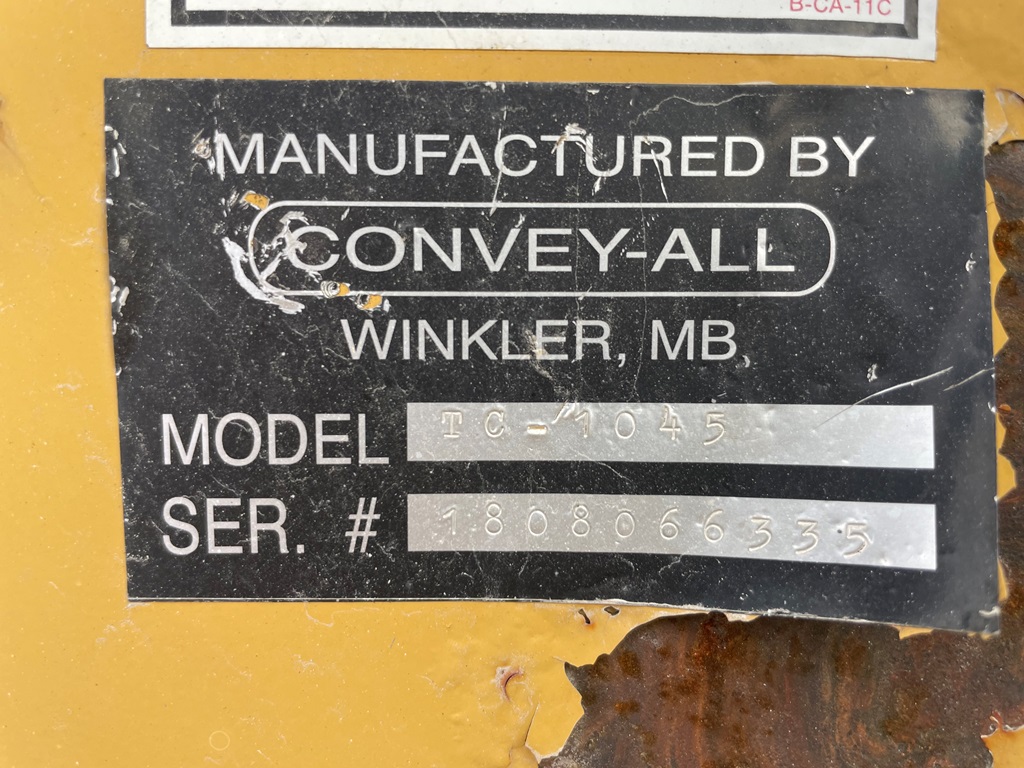 B-CA-11C
MANUFACTURED BY
CONVEY-ALL
WINKLER, MB
MODEL TC-1045
SER. # 1808066335